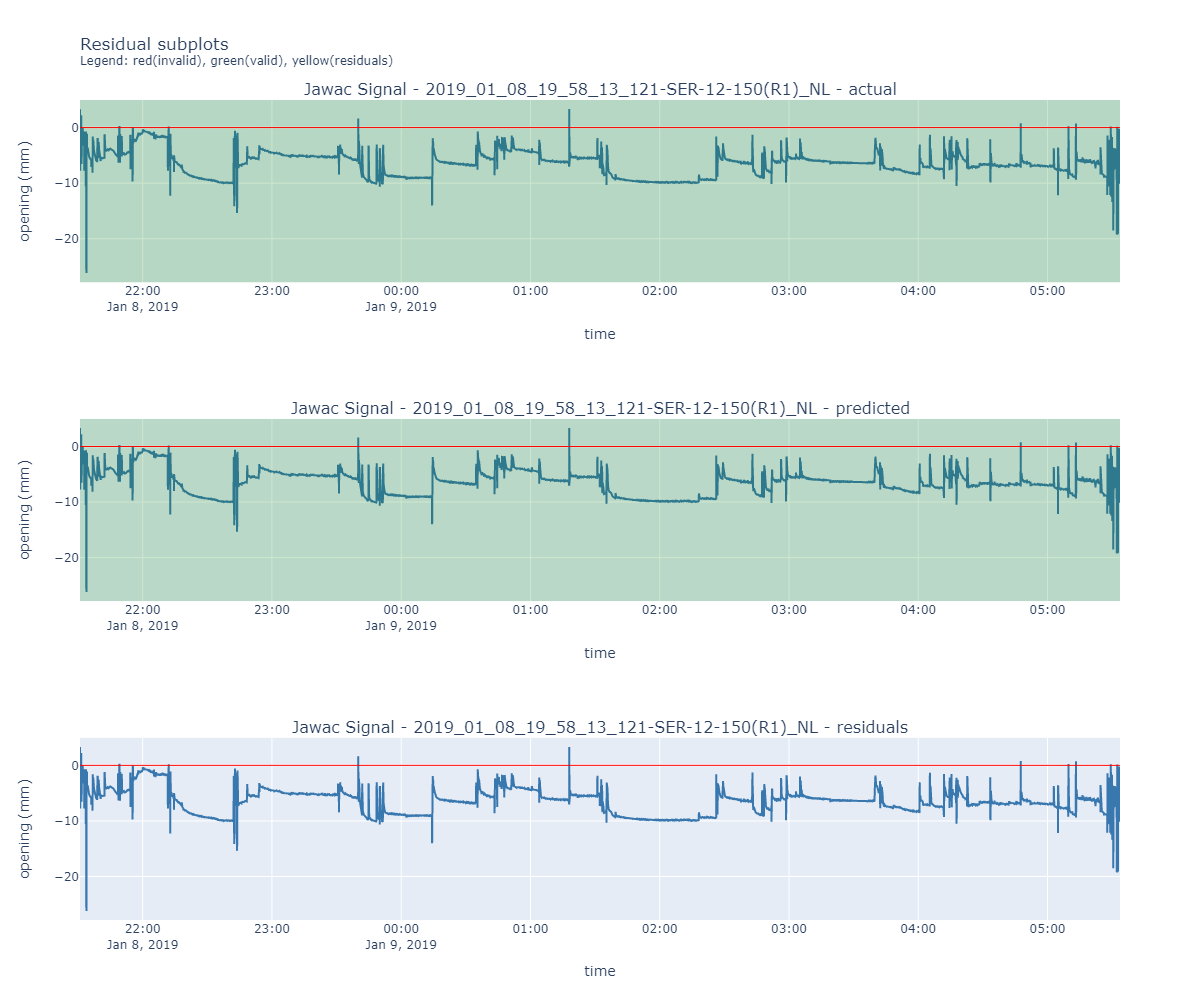 Residual subplots
Legend: red(invalid), green(valid), yellow(residuals)
Jawac Signal - 2019_01_08_19_58_13_121-SER-12-150(R1)_NL - actual
0
−10
−20
opening (mm)
22:00 23:00 00:00 01:00 02:00 03:00 04:00 05:00
Jan 8, 2019 Jan 9, 2019
time
Jawac Signal - 2019_01_08_19_58_13_121-SER-12-150(R1)_NL - predicted
0
−10
−20
opening (mm)
22:00 23:00 00:00 01:00 02:00 03:00 04:00 05:00
Jan 8, 2019 Jan 9, 2019
time
Jawac Signal - 2019_01_08_19_58_13_121-SER-12-150(R1)_NL - residuals
0
−10
−20
opening (mm)
22:00 23:00 00:00 01:00 02:00 03:00 04:00 05:00
Jan 8, 2019 Jan 9, 2019
time